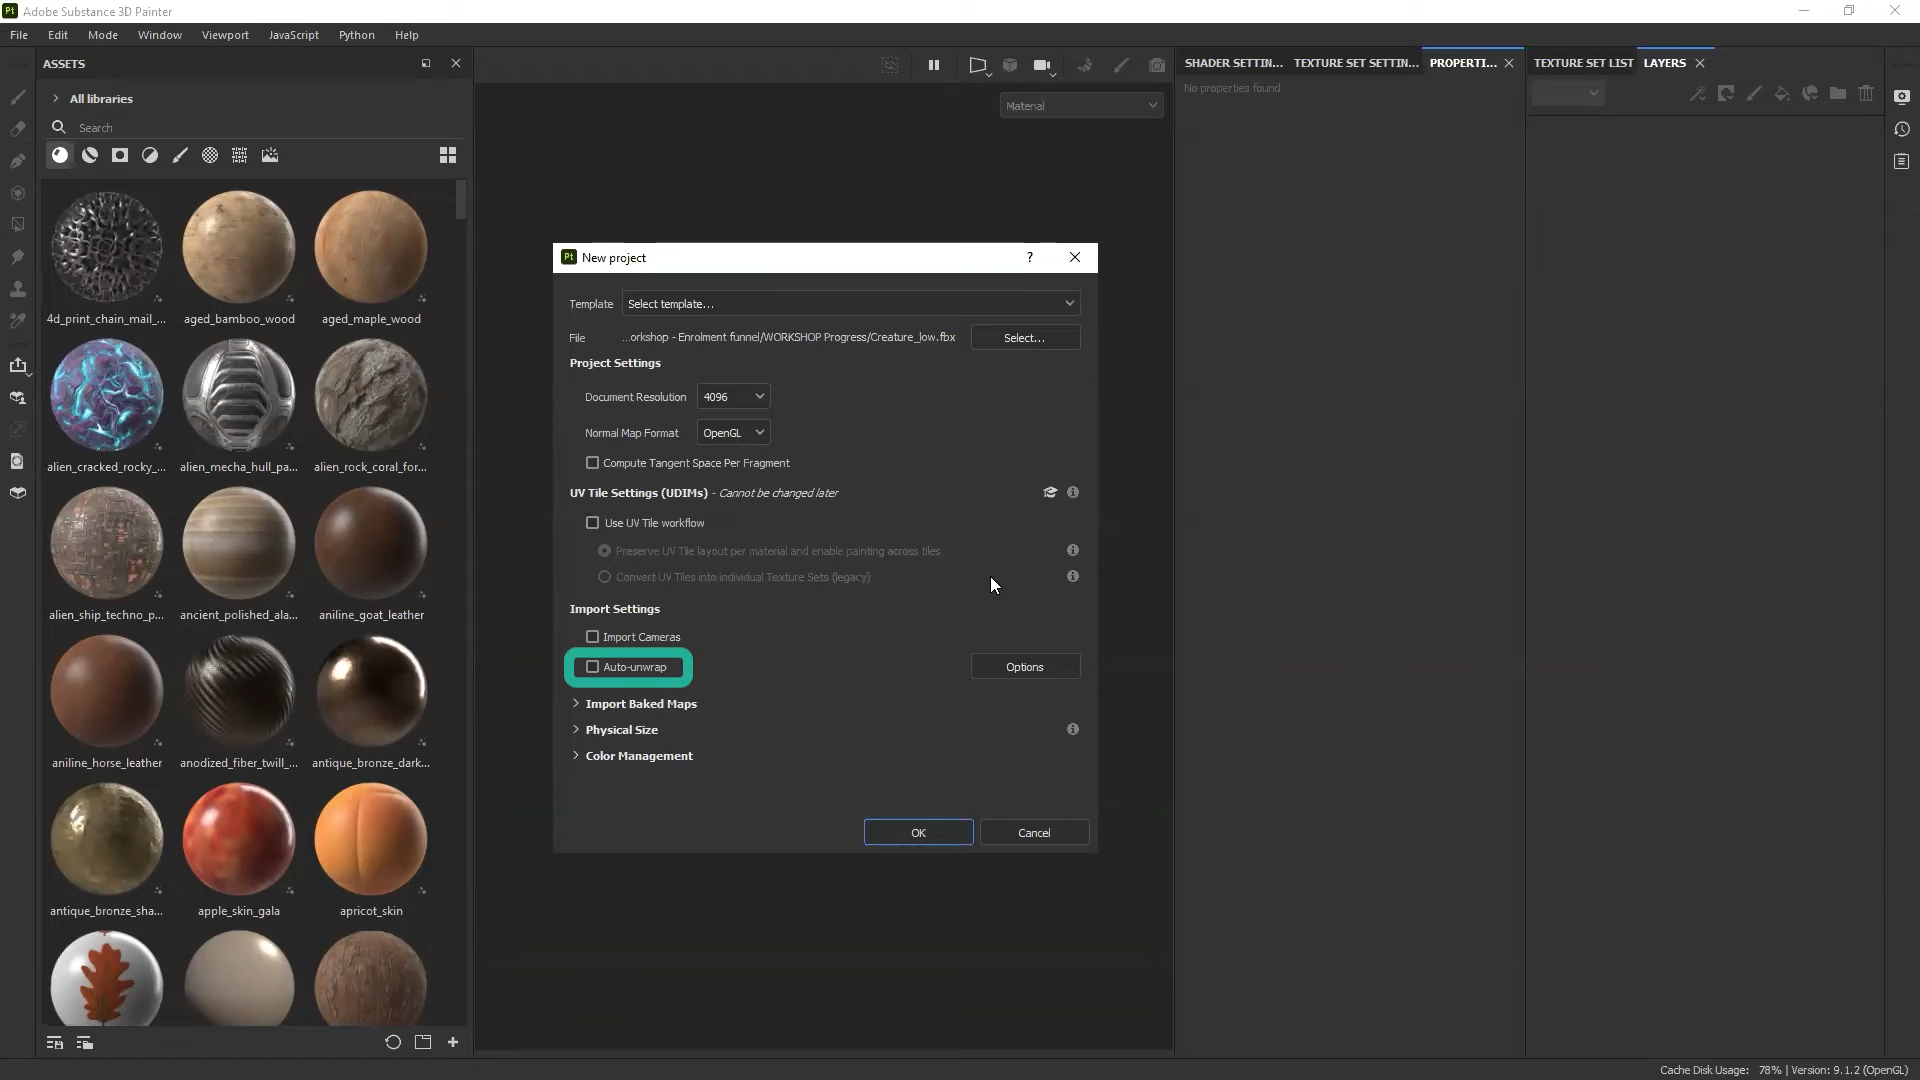 Pt Adobe Substance 3D Painter
File Edit Mode Window Viewport JavaScript Python Help
ASSETS
All libraries
Search
4d_print_chain_mail_... aged_bamboo_wood aged_maple_wood
alien_cracked_rocky_... alien_mecha_hull_pa... alien_rock_coral_for...
alien_ship_techno_p... ancient_polished_ala... aniline_goat_leather
aniline_horse_leather anodized_fiber_twill_... antique_bronze_dark...
antique_bronze_sha... apple_skin_gala apricot_skin
Material
Pt New project ?
Template Select template...
File ...orkshop - Enrolment funnel/WORKSHOP Progress/Creature_low.fbx Select...
Project Settings
Document Resolution 4096
Normal Map Format OpenGL
Compute Tangent Space Per Fragment
UV Tile Settings (UDIMs) - Cannot be changed later
Use UV Tile workflow
Preserve UV Tile layout per material and enable painting across tiles
Convert UV Tiles into individual Texture Sets (legacy)
Import Settings
Import Cameras
Auto-unwrap Options
Import Baked Maps
Physical Size
Color Management
OK Cancel
SHADER SETTIN... TEXTURE SET SETTIN... PROPERTI...
No properties found
TEXTURE SET LIST LAYERS
Cache Disk Usage: 78% | Version: 9.1.2 (OpenGL)